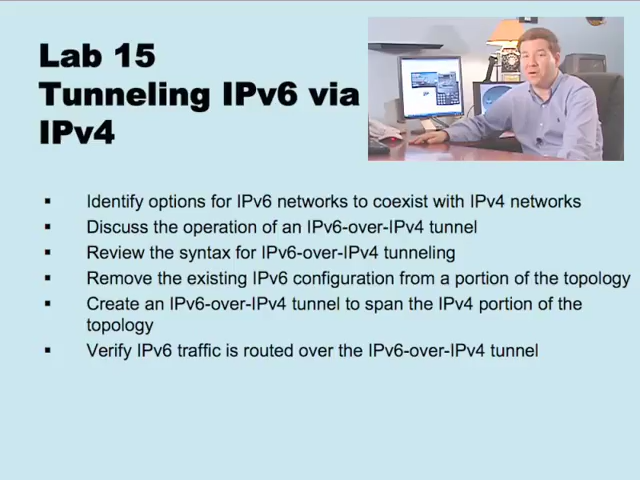 Lab 15
Tunneling IPv6 via
IPv4
▪ Identify options for IPv6 networks to coexist with IPv4 networks
▪ Discuss the operation of an IPv6-over-IPv4 tunnel
▪ Review the syntax for IPv6-over-IPv4 tunneling
▪ Remove the existing IPv6 configuration from a portion of the topology
▪ Create an IPv6-over-IPv4 tunnel to span the IPv4 portion of the
topology
▪ Verify IPv6 traffic is routed over the IPv6-over-IPv4 tunnel